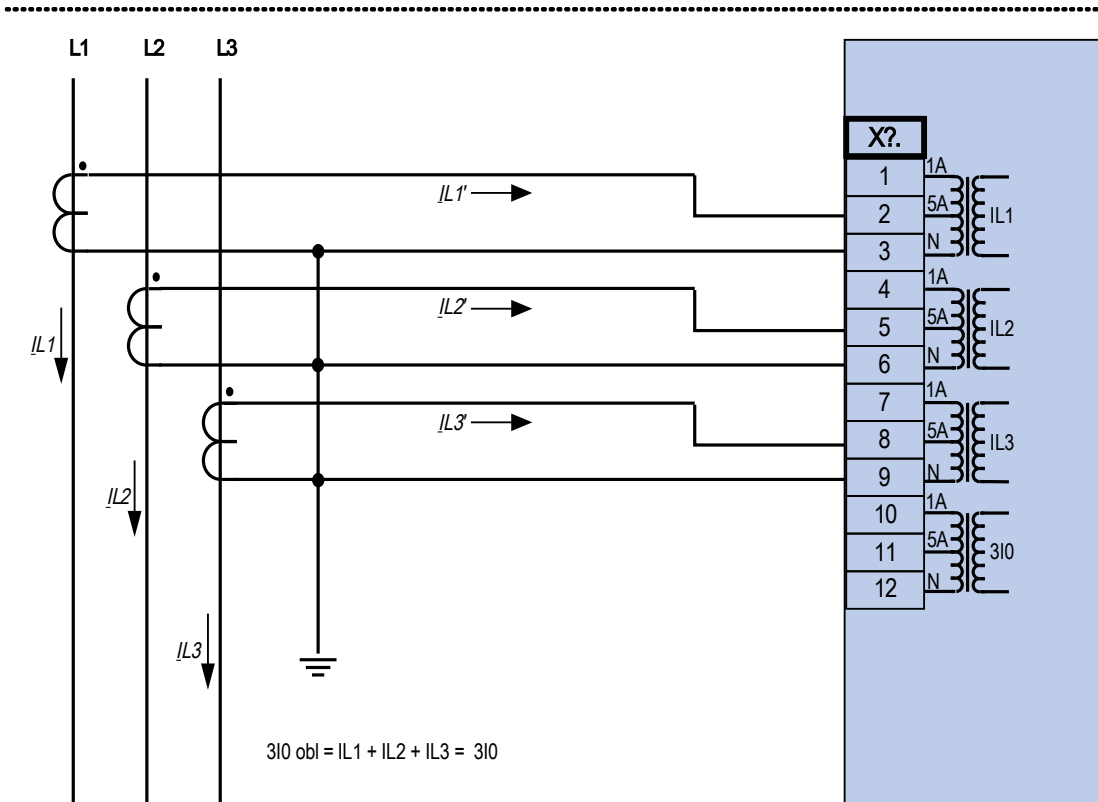 L1 L2 L3
X?.
1 1A
2 5A IL1
3 N
4 1A
5 5A IL2
6 N
7 1A
8 5A IL3
9 N
10 1A
11 5A 3I0
12 N
IL1'
IL2'
IL3'
IL1
IL2
IL3
3I0 obl = IL1 + IL2 + IL3 = 3I0